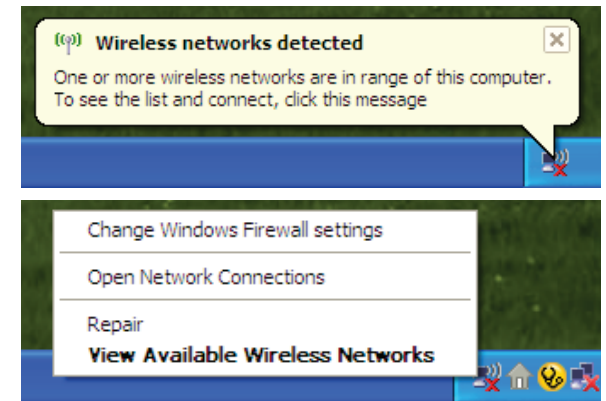 Wireless networks detected
One or more wireless networks are in range of this computer.
To see the list and connect, click this message
Change Windows Firewall settings
Open Network Connections
Repair
View Available Wireless Networks